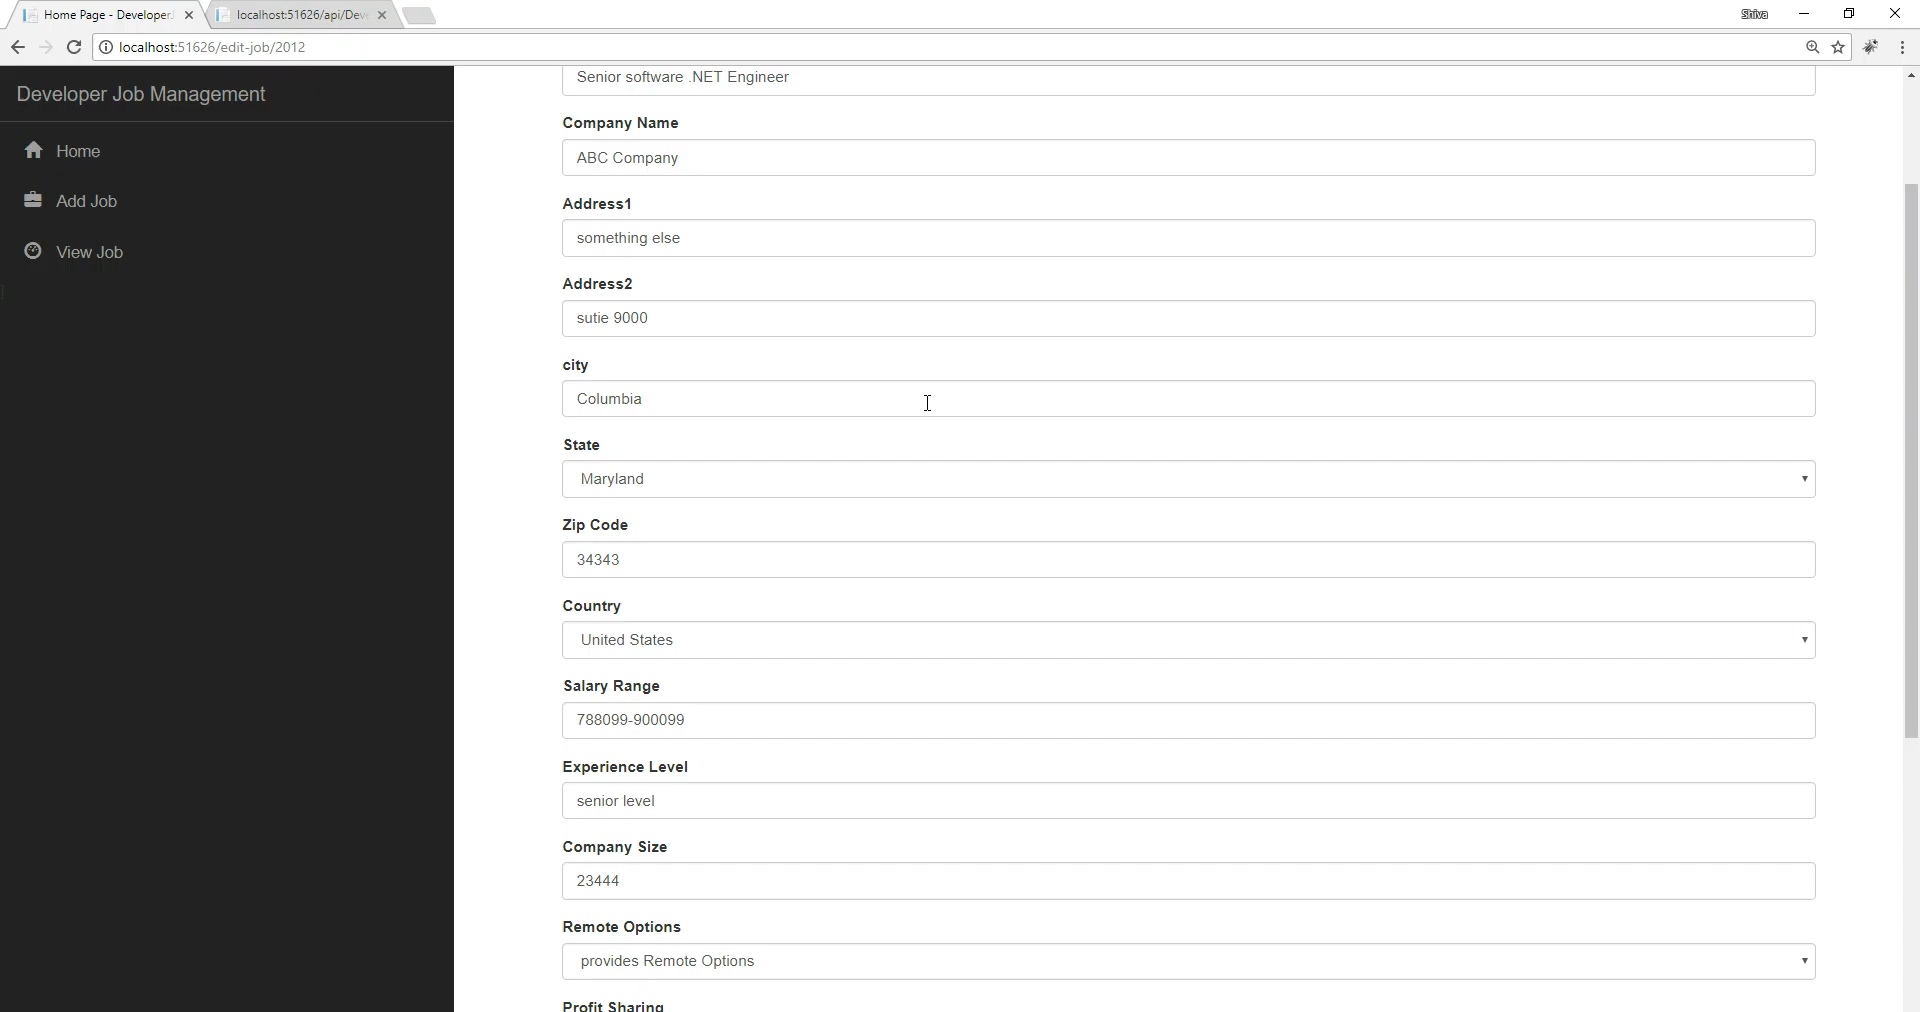 Home Page - Developer.
localhost:51626/api/Dev
Shiva
localhost:51626/edit-job/2012
Developer Job Management
Home
Add Job
View Job
Senior software .NET Engineer
Company Name
ABC Company
Address1
something else
Address2
sutie 9000
city
Columbia
State
Maryland
Zip Code
34343
Country
United States
Salary Range
788099-900099
Experience Level
senior level
Company Size
23444
Remote Options
provides Remote Options
Profit Sharing